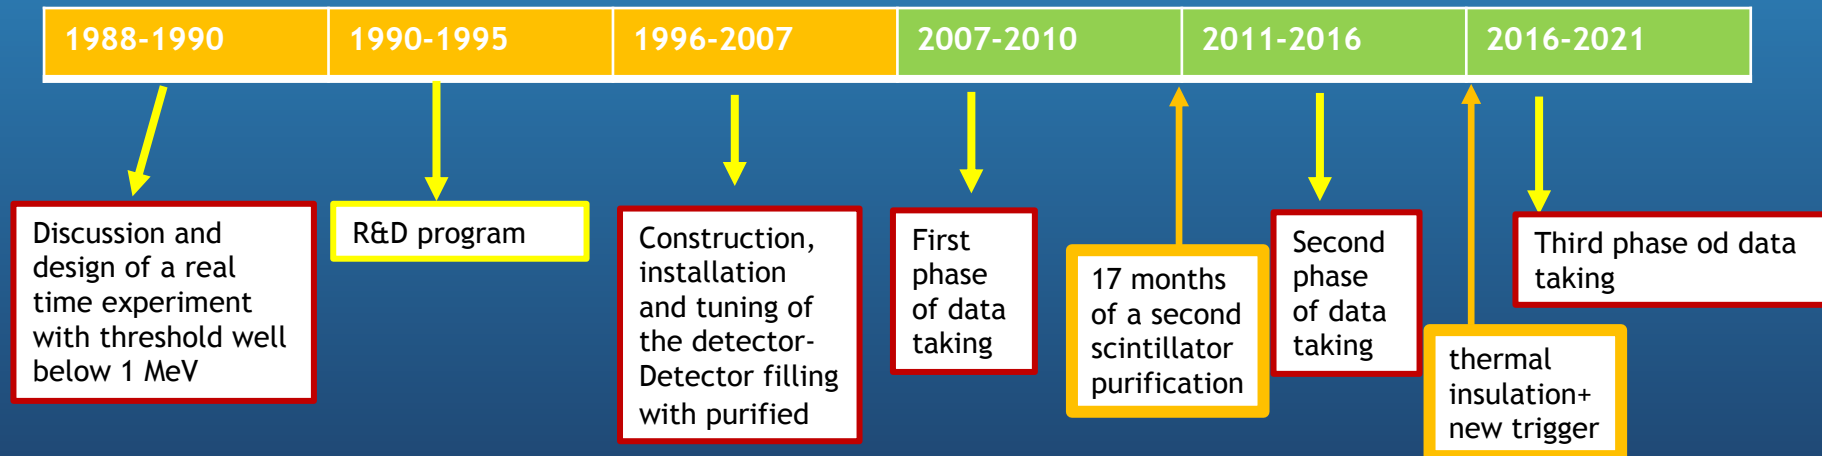 1988-1990
1990-1995
1996-2007
2007-2010
2011-2016
2016-2021
Discussion and
design of a real
time experiment
with threshold well
below 1 MeV
R&D program
Construction,
installation
and tuning of
the detector-
Detector filling
with purified
First
phase
of data
taking
17 months
of a second
scintillator
purification
Second
phase
of data
taking
thermal
insulation+
new trigger
Third phase od data
taking